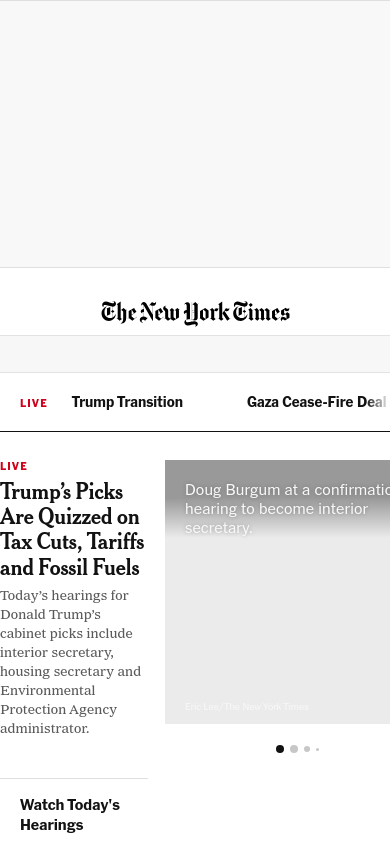 The New York Times
LIVE
Trump Transition
Gaza Cease-Fire Deal
LIVE
Trump's Picks
Are Quizzed on
Tax Cuts, Tariffs
and Fossil Fuels
Today's hearings for
Donald Trump's
cabinet picks include
interior secretary,
housing secretary and
Environmental
Protection Agency
administrator.
Doug Burgum at a confirmatio
hearing to become interior
secretary.
Eric Lee/The New York Times
Watch Today's
Hearings